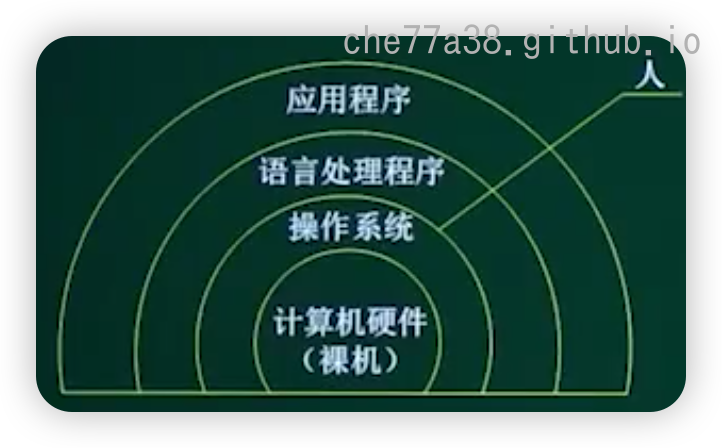 che77a38.github.io
人
应用程序
语言处理程序
操作系统
计算机硬件
（裸机）